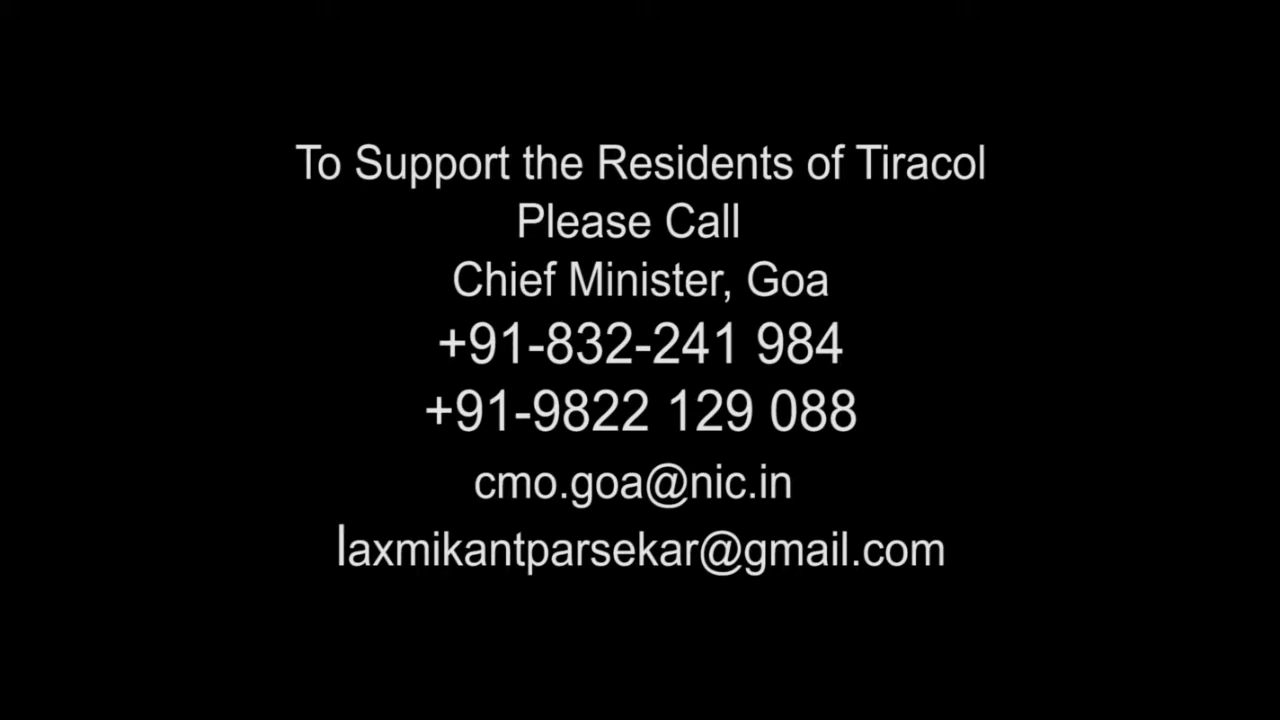 To Support the Residents of Tiracol
Please Call
Chief Minister, Goa
+91-832-241 984
+91-9822 129 088
cmo.goa@nic.in
laxmikantparsekar@gmail.com